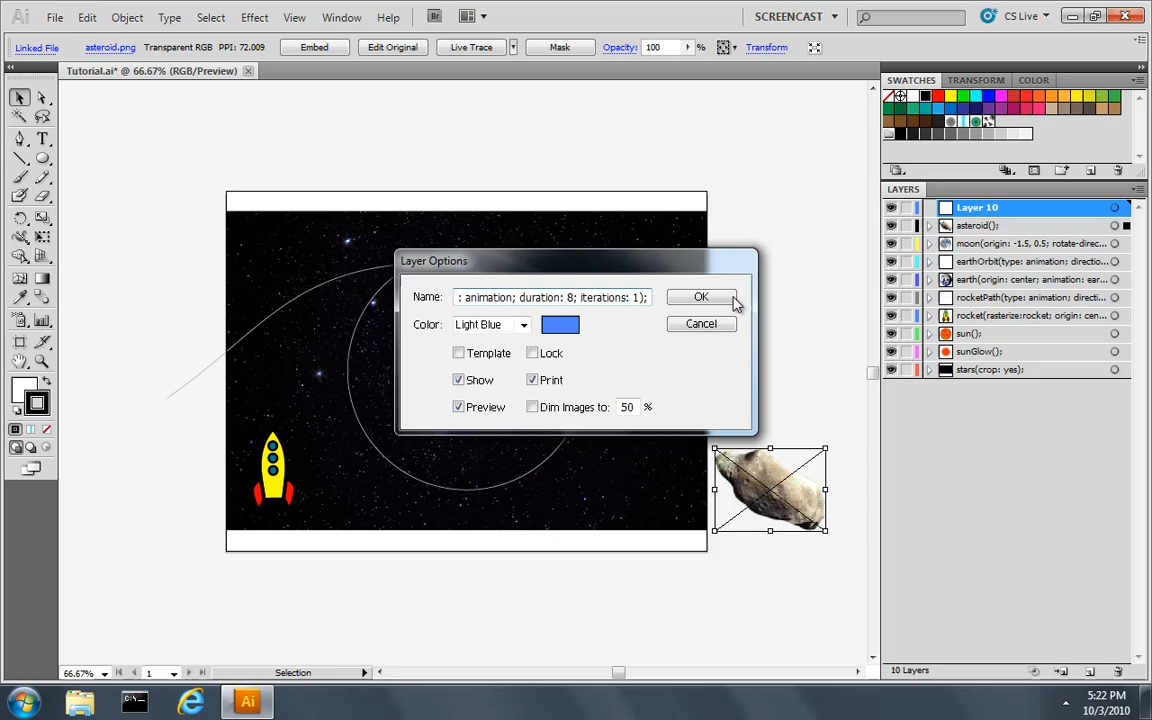 Ai File Edit Object Type Select Effect View Window Help Br SCREENCAST CS Live
Linked File asteroid.png Transparent RGB PPI: 72.009 Embed Edit Original Live Trace Mask Opacity: 100 % Transform
Tutorial.ai* @ 66.67% (RGB/Preview)
SWATCHES TRANSFORM COLOR
LAYERS
Layer 10
asteroid();
moon(origin: -1.5, 0.5; rotate-direc...
earthOrbit(type: animation; directio...
earth(origin: center; animation: ear...
rocketPath(type: animation; directi...
rocket(rasterize:rocket; origin: cen...
sun();
sunGlow();
stars(crop: yes);
Layer Options
Name: : animation; duration: 8; iterations: 1); OK
Color: Light Blue Cancel
Template Lock
Show Print
Preview Dim Images to: 50 %
66.67% 1 Selection 10 Layers
Ai 5:22 PM
10/3/2010